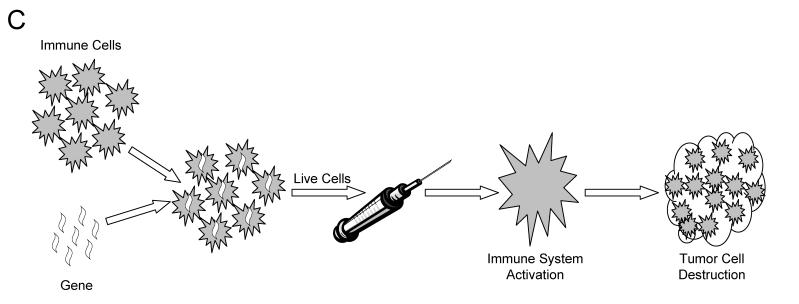 C
Immune Cells
Live Cells
Gene
Immune System
Activation
Tumor Cell
Destruction